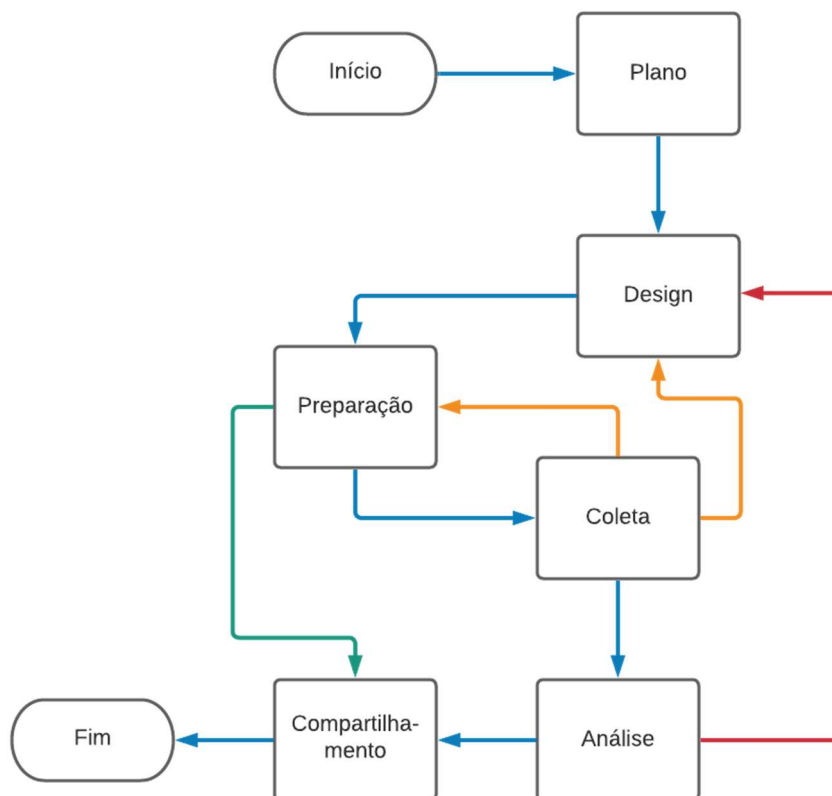 Início
Plano
Design
Preparação
Coleta
Compartilha-
mento
Análise
Fim